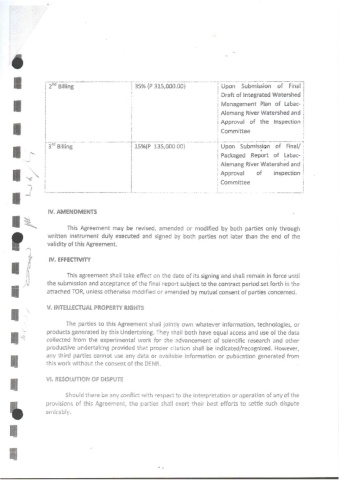 2nd Billing
35% (P 315,000.00)
Upon Submission of Final
Draft of Integrated Watershed
Management Plan of Labac-
Alemang River Watershed and
Approval of the Inspection
Committee
3rd Billing
15%(P 135,000.00)
Upon Submission of Final/
Packaged Report of Labac-
Alemang River Watershed and
Approval of Inspection
Committee
IV. AMENDMENTS
This Agreement may be revised, amended or modified by both parties only through
written instrument duly executed and signed by both parties not later than the end of the
validity of this Agreement.
IV. EFFECTIVITY
This agreement shall take effect on the date of its signing and shall remain in force until
the submission and acceptance of the final report subject to the contract period set forth in the
attached TOR, unless otherwise modified or amended by mutual consent of parties concerned.
V. INTELLECTUAL PROPERTY RIGHTS
The parties to this Agreement shall jointly own whatever information, technologies, or
products generated by this Undertaking. They shall both have equal access and use of the data
collected from the experimental work for the advancement of scientific research and other
productive undertaking provided that proper citation shall be indicated/recognized. However,
any third parties cannot use any data or available information or publication generated from
this work without the consent of the DENR.
VI. RESOLUTION OF DISPUTE
Should there be any conflict with respect to the interpretation or operation of any of the
provisions of this Agreement, the parties shall exert their best efforts to settle such dispute
amicably.